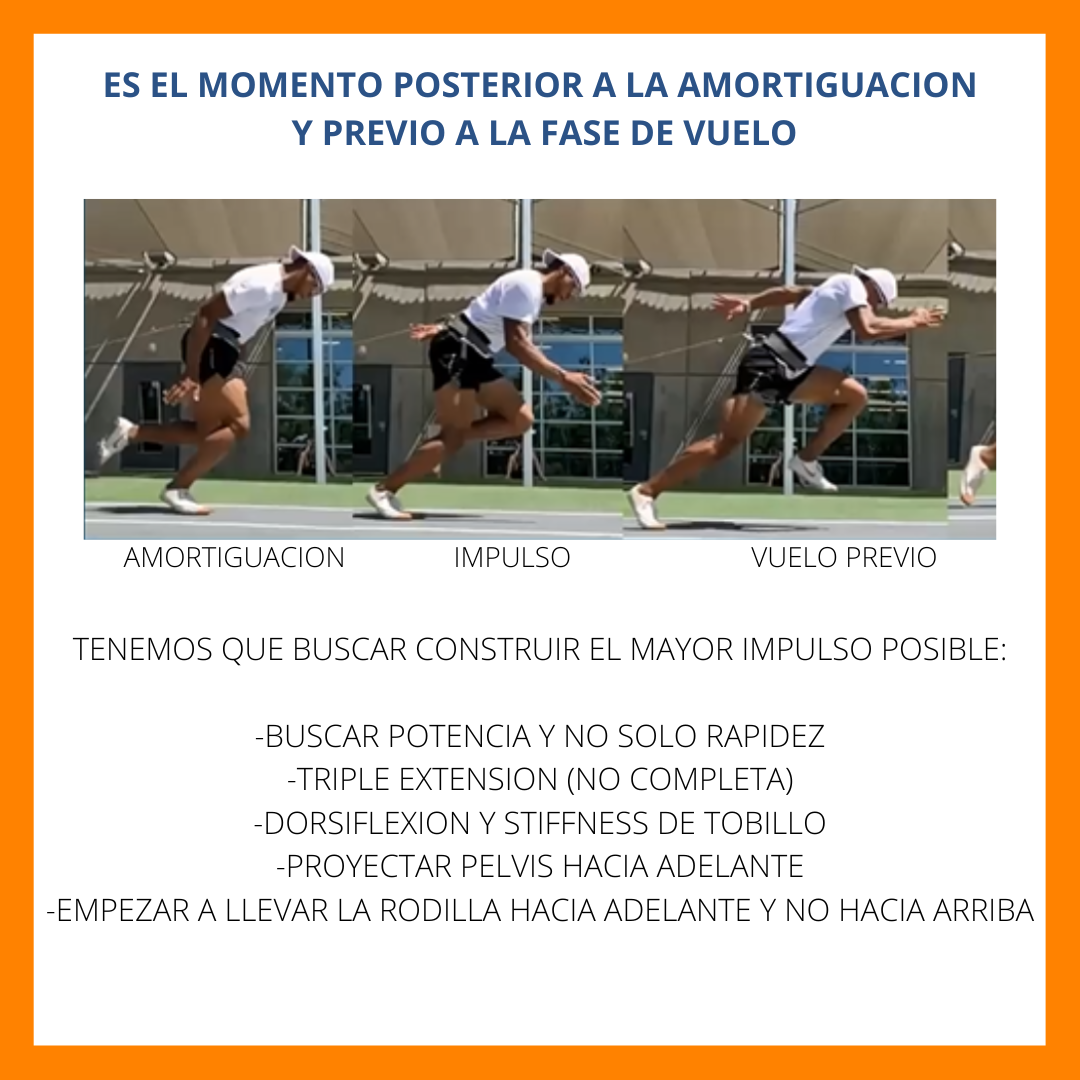 ES EL MOMENTO POSTERIOR A LA AMORTIGUACION
Y PREVIO A LA FASE DE VUELO
AMORTIGUACION IMPULSO VUELO PREVIO
TENEMOS QUE BUSCAR CONSTRUIR EL MAYOR IMPULSO POSIBLE:
-BUSCAR POTENCIA Y NO SOLO RAPIDEZ
-TRIPLE EXTENSION (NO COMPLETA)
-DORSIFLEXION Y STIFFNESS DE TOBILLO
-PROYECTAR PELVIS HACIA ADELANTE
-EMPEZAR A LLEVAR LA RODILLA HACIA ADELANTE Y NO HACIA ARRIBA